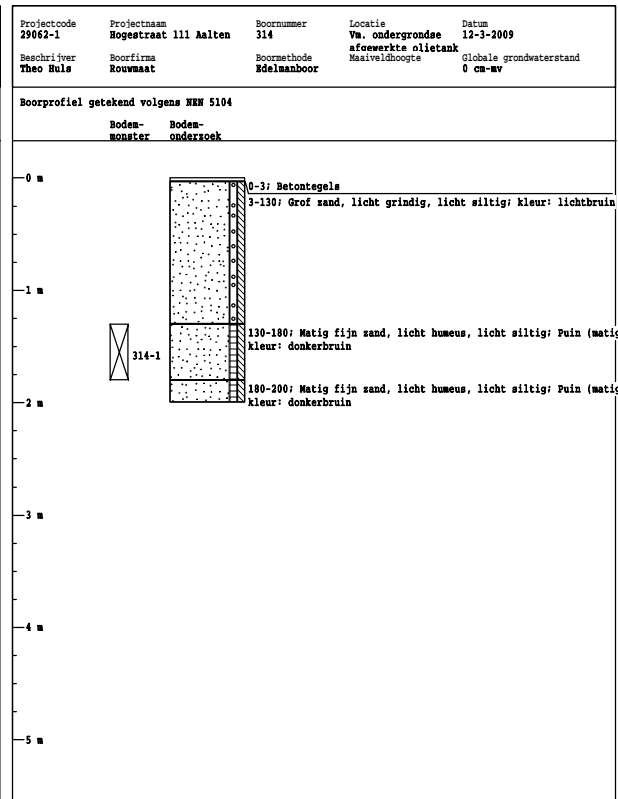 Projectcode Projectnaam Boornummer Locatie Datum
29062-1 Hogestraat 111 Aalten 314 Vm. ondergrondse 12-3-2009
afgewerkte olietank
Beschrijver Boorfirma Boormethode Maaiveldhoogte Globale grondwaterstand
Theo Huls Rouwmaat Edelmanboor 0 cm-mv
Boorprofiel getekend volgens NEN 5104
Bodem- Bodem-
monster onderzoek
0 m
0-3; Betontegels
3-130; Grof zand, licht grindig, licht siltig; kleur: lichtbruin
1 m
130-180; Matig fijn zand, licht humeus, licht siltig; Puin (matig
kleur: donkerbruin
314-1
180-200; Matig fijn zand, licht humeus, licht siltig; Puin (matig
kleur: donkerbruin
2 m
3 m
4 m
5 m